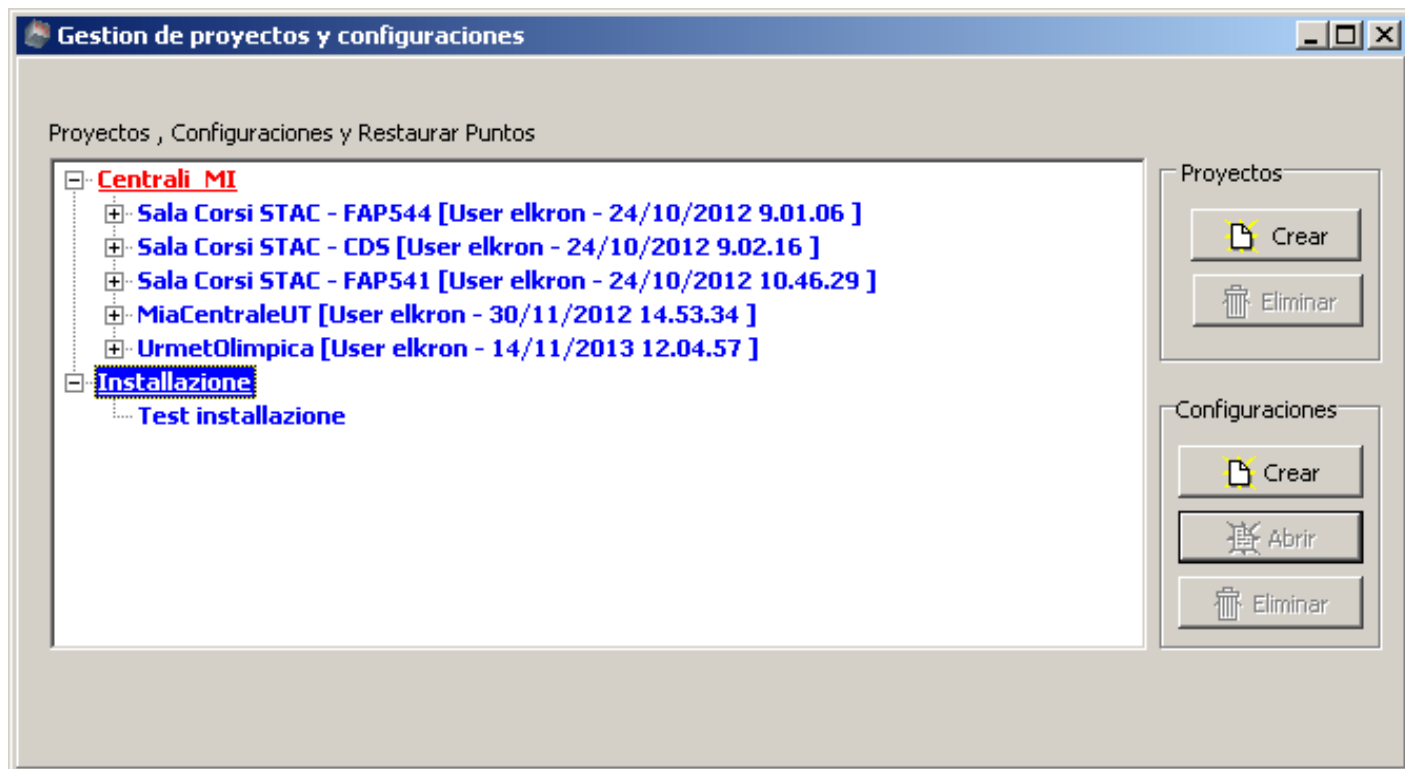 Gestion de proyectos y configuraciones
Proyectos , Configuraciones y Restaurar Puntos
Centrali MI
Sala Corsi STAC - FAP544 [User elkron - 24/10/2012 9.01.06 ]
Sala Corsi STAC - CDS [User elkron - 24/10/2012 9.02.16 ]
Sala Corsi STAC - FAP541 [User elkron - 24/10/2012 10.46.29 ]
MiaCentraleUT [User elkron - 30/11/2012 14.53.34 ]
UrmetOlimpica [User elkron - 14/11/2013 12.04.57 ]
Installazione
Test installazione
Proyectos
Crear
Eliminar
Configuraciones
Crear
Abrir
Eliminar